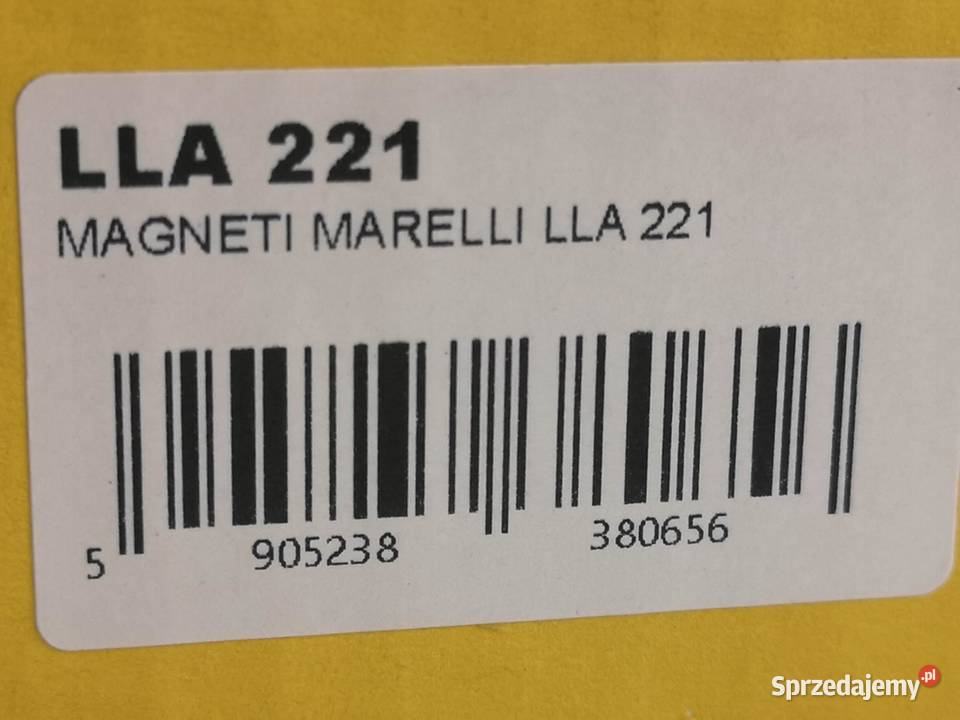 LLA 221
MAGNETI MARELLI LLA 221
5 905238 380656
Sprzedajemy.pl